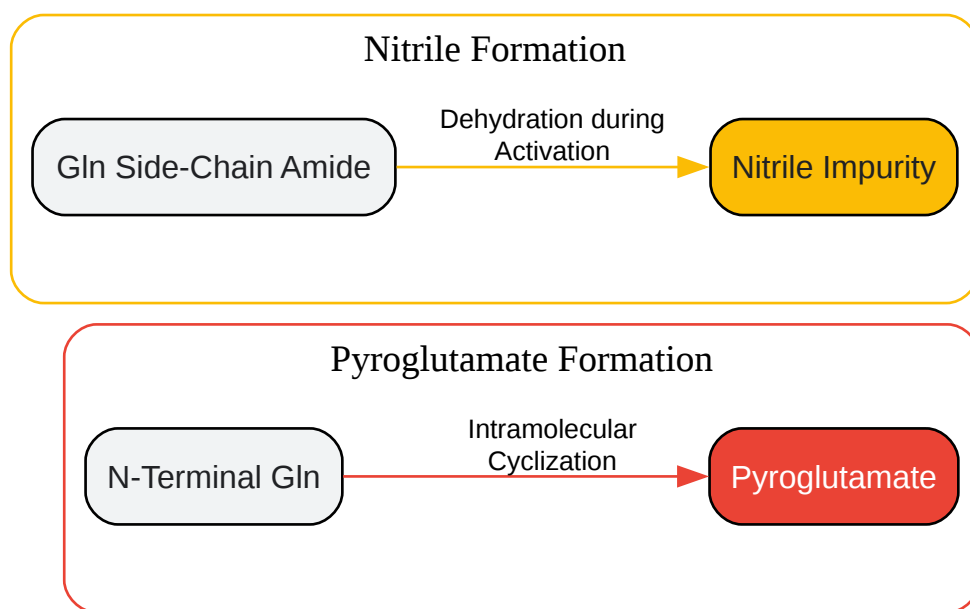 Nitrile Formation
Dehydration during
Activation
Gln Side-Chain Amide
Nitrile Impurity
Pyroglutamate Formation
Intramolecular
Cyclization
N-Terminal Gln
Pyroglutamate